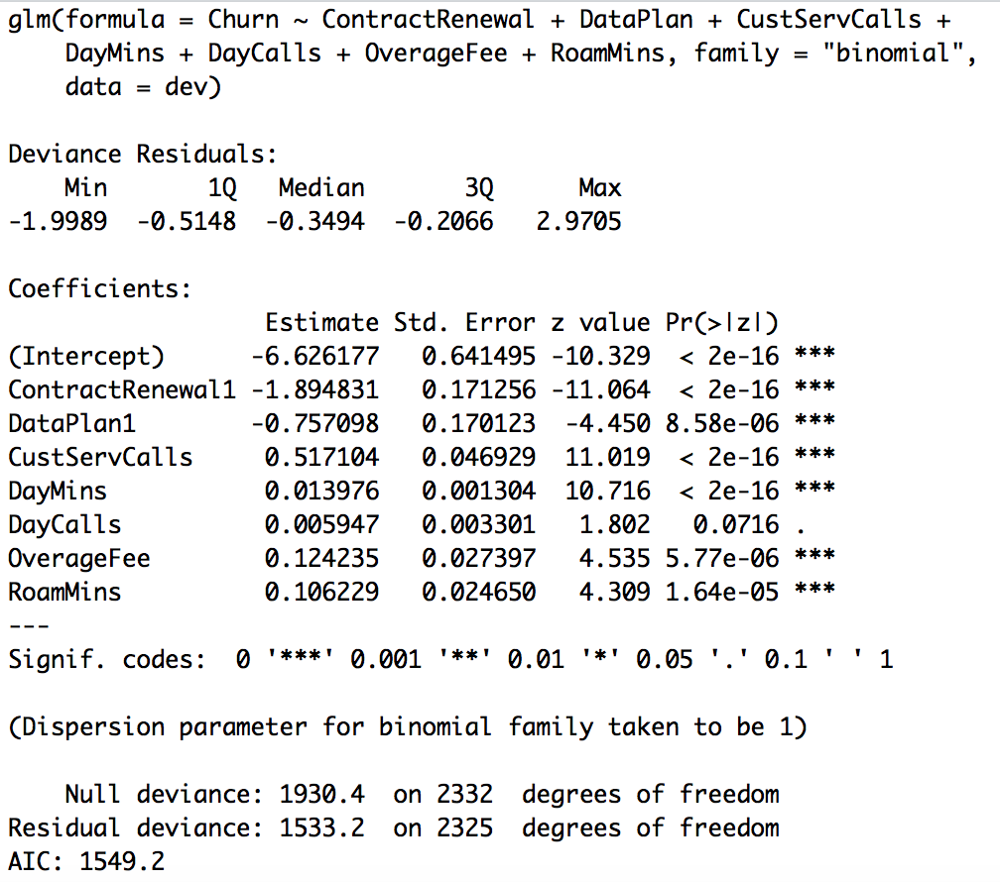 glm(formula = Churn ~ ContractRenewal + DataPlan + CustServCalls +
    DayMins + DayCalls + OverageFee + RoamMins, family = "binomial",
    data = dev)

Deviance Residuals:
    Min       1Q   Median       3Q      Max
-1.9989  -0.5148  -0.3494  -0.2066   2.9705

Coefficients:
                  Estimate Std. Error z value Pr(>|z|)
(Intercept)      -6.626177   0.641495 -10.329  < 2e-16 ***
ContractRenewal1 -1.894831   0.171256 -11.064  < 2e-16 ***
DataPlan1        -0.757098   0.170123  -4.450 8.58e-06 ***
CustServCalls     0.517104   0.046929  11.019  < 2e-16 ***
DayMins           0.013976   0.001304  10.716  < 2e-16 ***
DayCalls          0.005947   0.003301   1.802   0.0716 .
OverageFee        0.124235   0.027397   4.535 5.77e-06 ***
RoamMins          0.106229   0.024650   4.309 1.64e-05 ***
---
Signif. codes:  0 '***' 0.001 '**' 0.01 '*' 0.05 '.' 0.1 ' ' 1

(Dispersion parameter for binomial family taken to be 1)

    Null deviance: 1930.4  on 2332  degrees of freedom
Residual deviance: 1533.2  on 2325  degrees of freedom
AIC: 1549.2